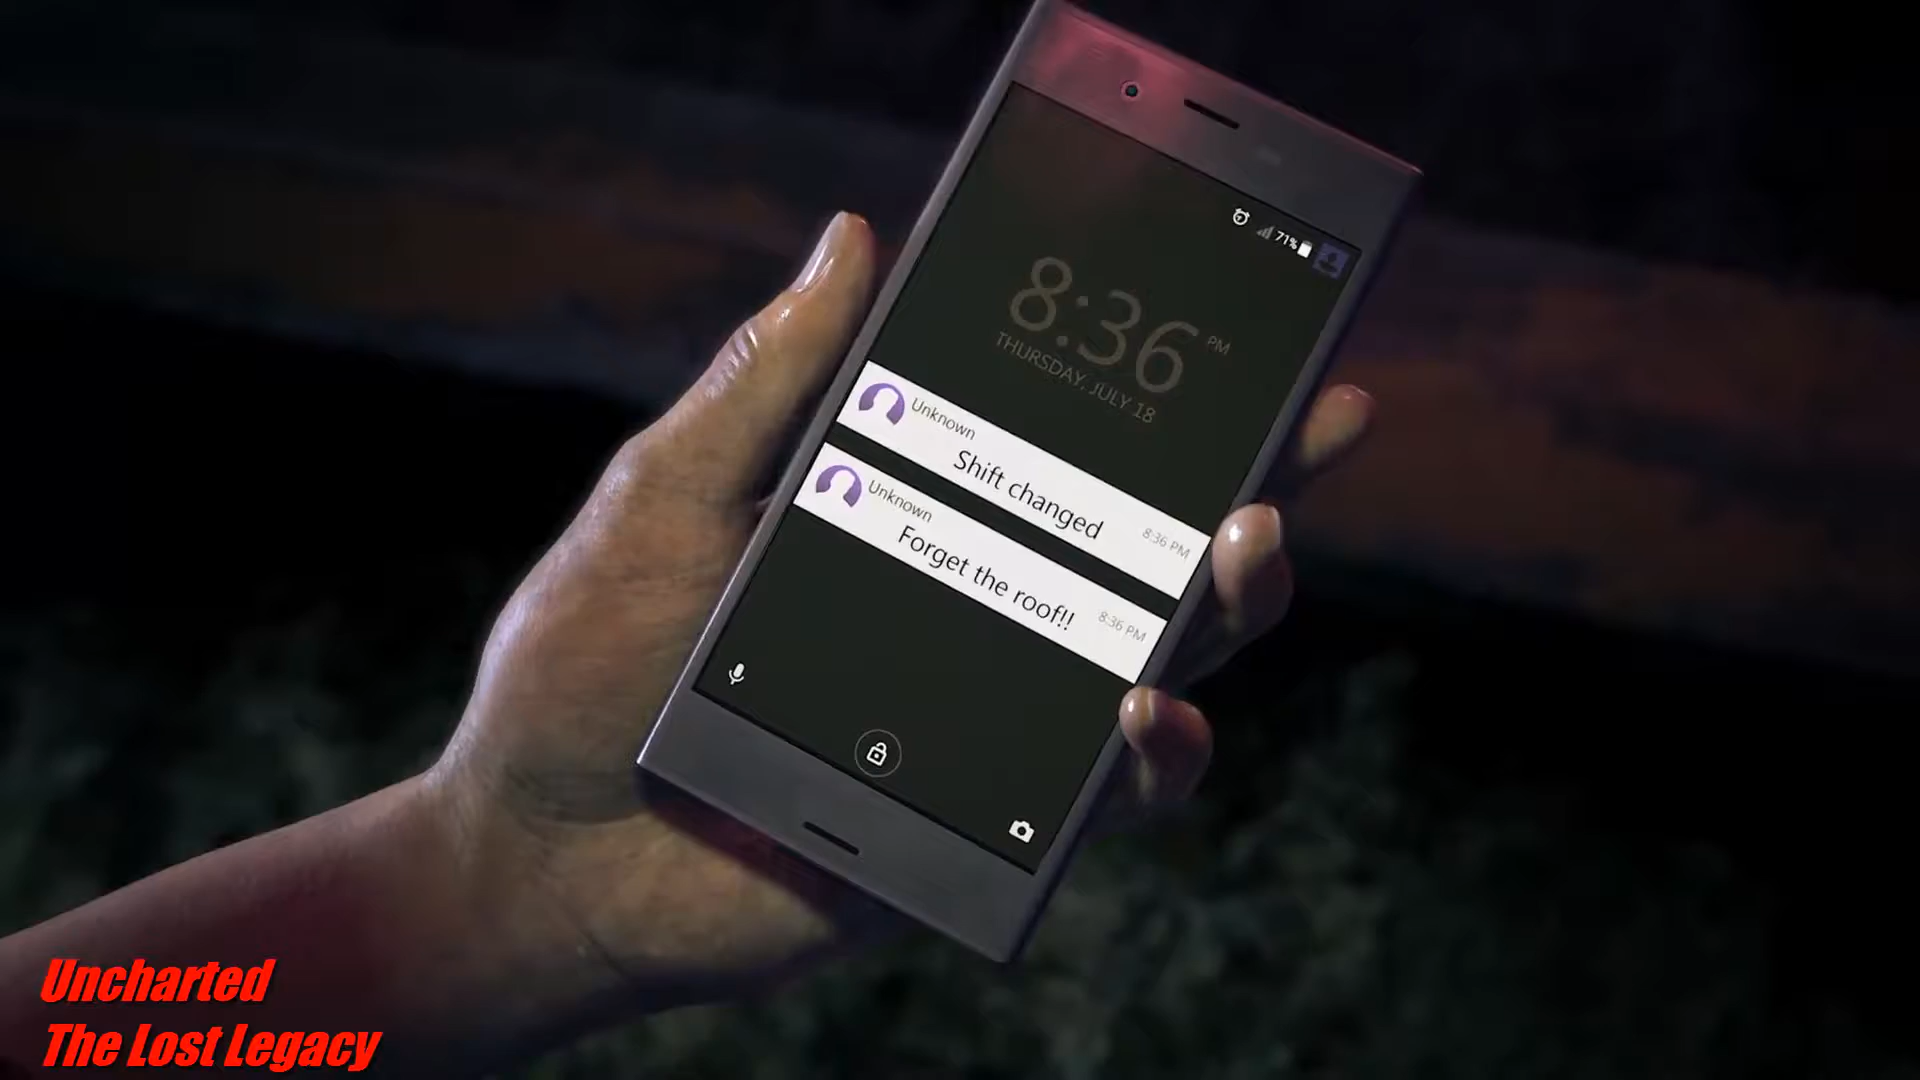 71%
8:36 PM
THURSDAY, JULY 18
Unknown
Shift changed
8:36 PM
Unknown
Forget the roof!!
8:36 PM
Uncharted
The Lost Legacy